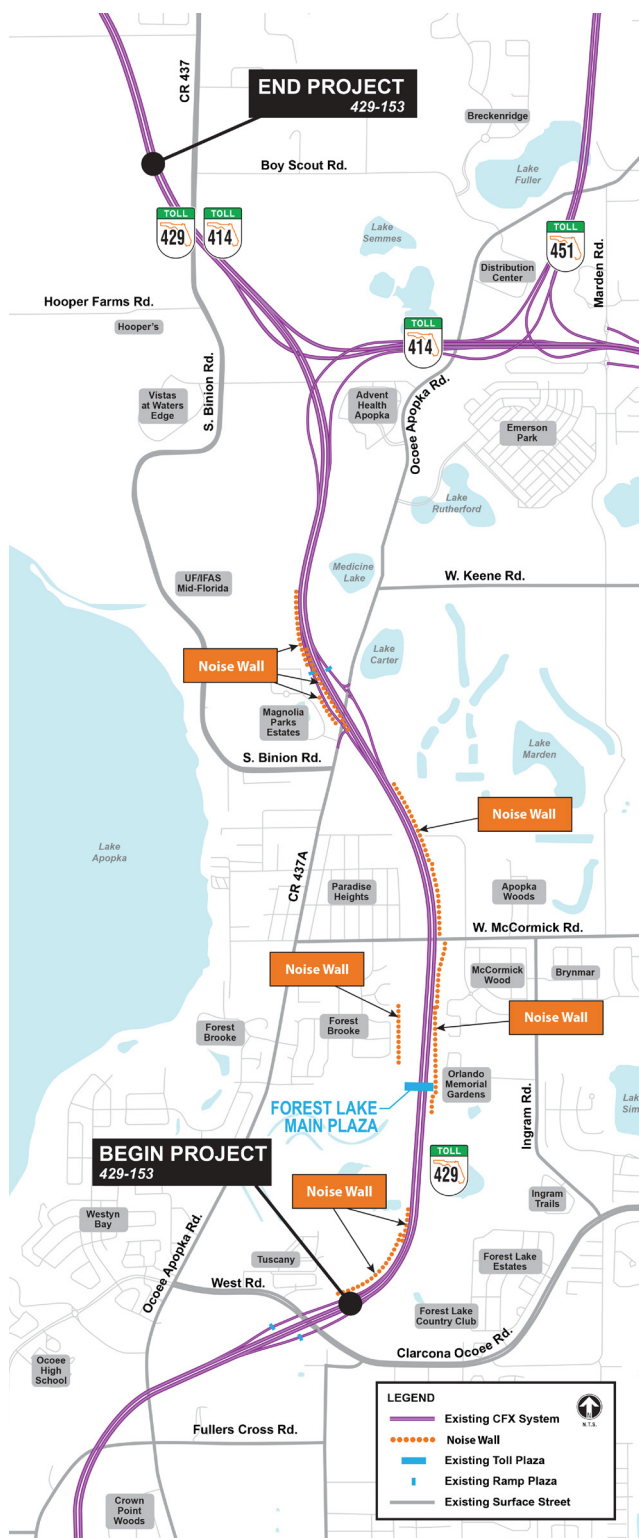 CR 437
END PROJECT
429-153
Breckenridge
Boy Scout Rd.
Lake
Fuller
TOLL
429
TOLL
414
Lake
Semmes
TOLL
451
Marden Rd.
Distribution
Center
Hooper Farms Rd.
Hooper's
TOLL
414
S. Binion Rd.
Vistas
at Waters
Edge
Advent
Health
Apopka
Ocoee Apopka Rd.
Emerson
Park
Lake
Rutherford
Medicine
Lake
UF/IFAS
Mid-Florida
W. Keene Rd.
Noise Wall
Lake
Carter
Magnolia
Parks
Estates
S. Binion Rd.
Lake
Marden
Noise Wall
Lake
Apopka
CR 437A
Paradise
Heights
Apopka
Woods
W. McCormick Rd.
Noise Wall
McCormick
Wood
Brynmar
Noise Wall
Forest
Brooke
Forest
Brooke
Orlando
Memorial
Gardens
FOREST LAKE
MAIN PLAZA
Ingram Rd.
BEGIN PROJECT
429-153
TOLL
429
Noise Wall
Ingram
Trails
Westyn
Bay
Ocoee Apopka Rd.
Tuscany
Forest Lake
Estates
West Rd.
Forest Lake
Country Club
Clarcona Ocoee Rd.
Ocoee
High
School
Fullers Cross Rd.
Crown
Point
Woods
LEGEND
N
N.T.S.
Existing CFX System
Noise Wall
Existing Toll Plaza
Existing Ramp Plaza
Existing Surface Street